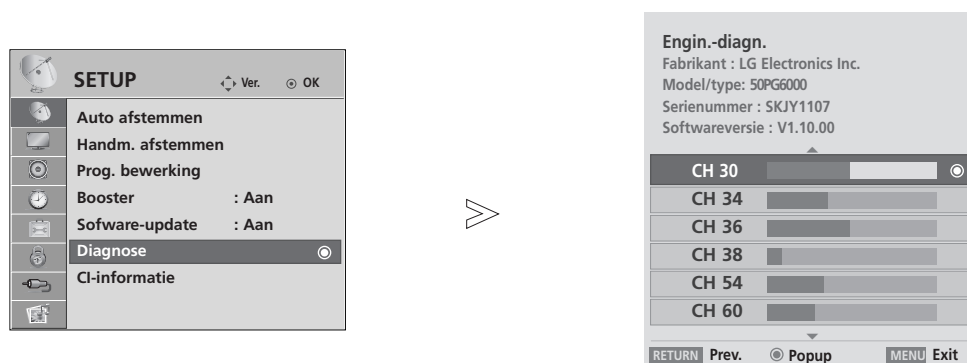 SETUP Ver. OK
Auto afstemmen
Handm. afstemmen
Prog. bewerking
Booster : Aan
Sofware-update : Aan
Diagnose
CI-informatie
Engin.-diagn.
Fabrikant : LG Electronics Inc.
Model/type: 50PG6000
Serienummer : SKJY1107
Softwareversie : V1.10.00
CH 30
CH 34
CH 36
CH 38
CH 54
CH 60
RETURN Prev. Popup MENU Exit